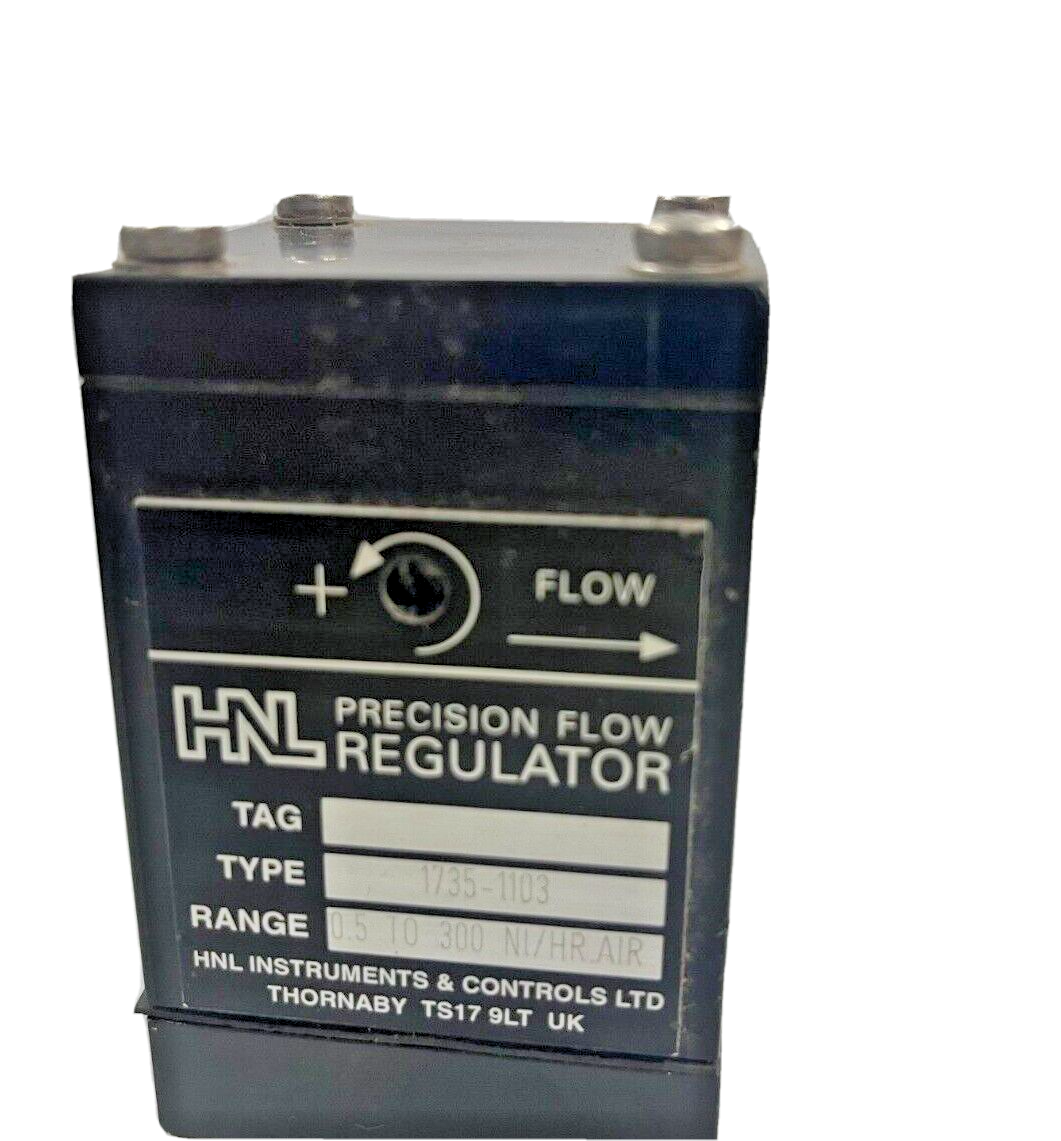 + FLOW
HNL PRECISION FLOW
REGULATOR
TAG
TYPE 1735-1103
RANGE 0.5 TO 300 Nl/HR.AIR
HNL INSTRUMENTS & CONTROLS LTD
THORNABY TS17 9LT UK